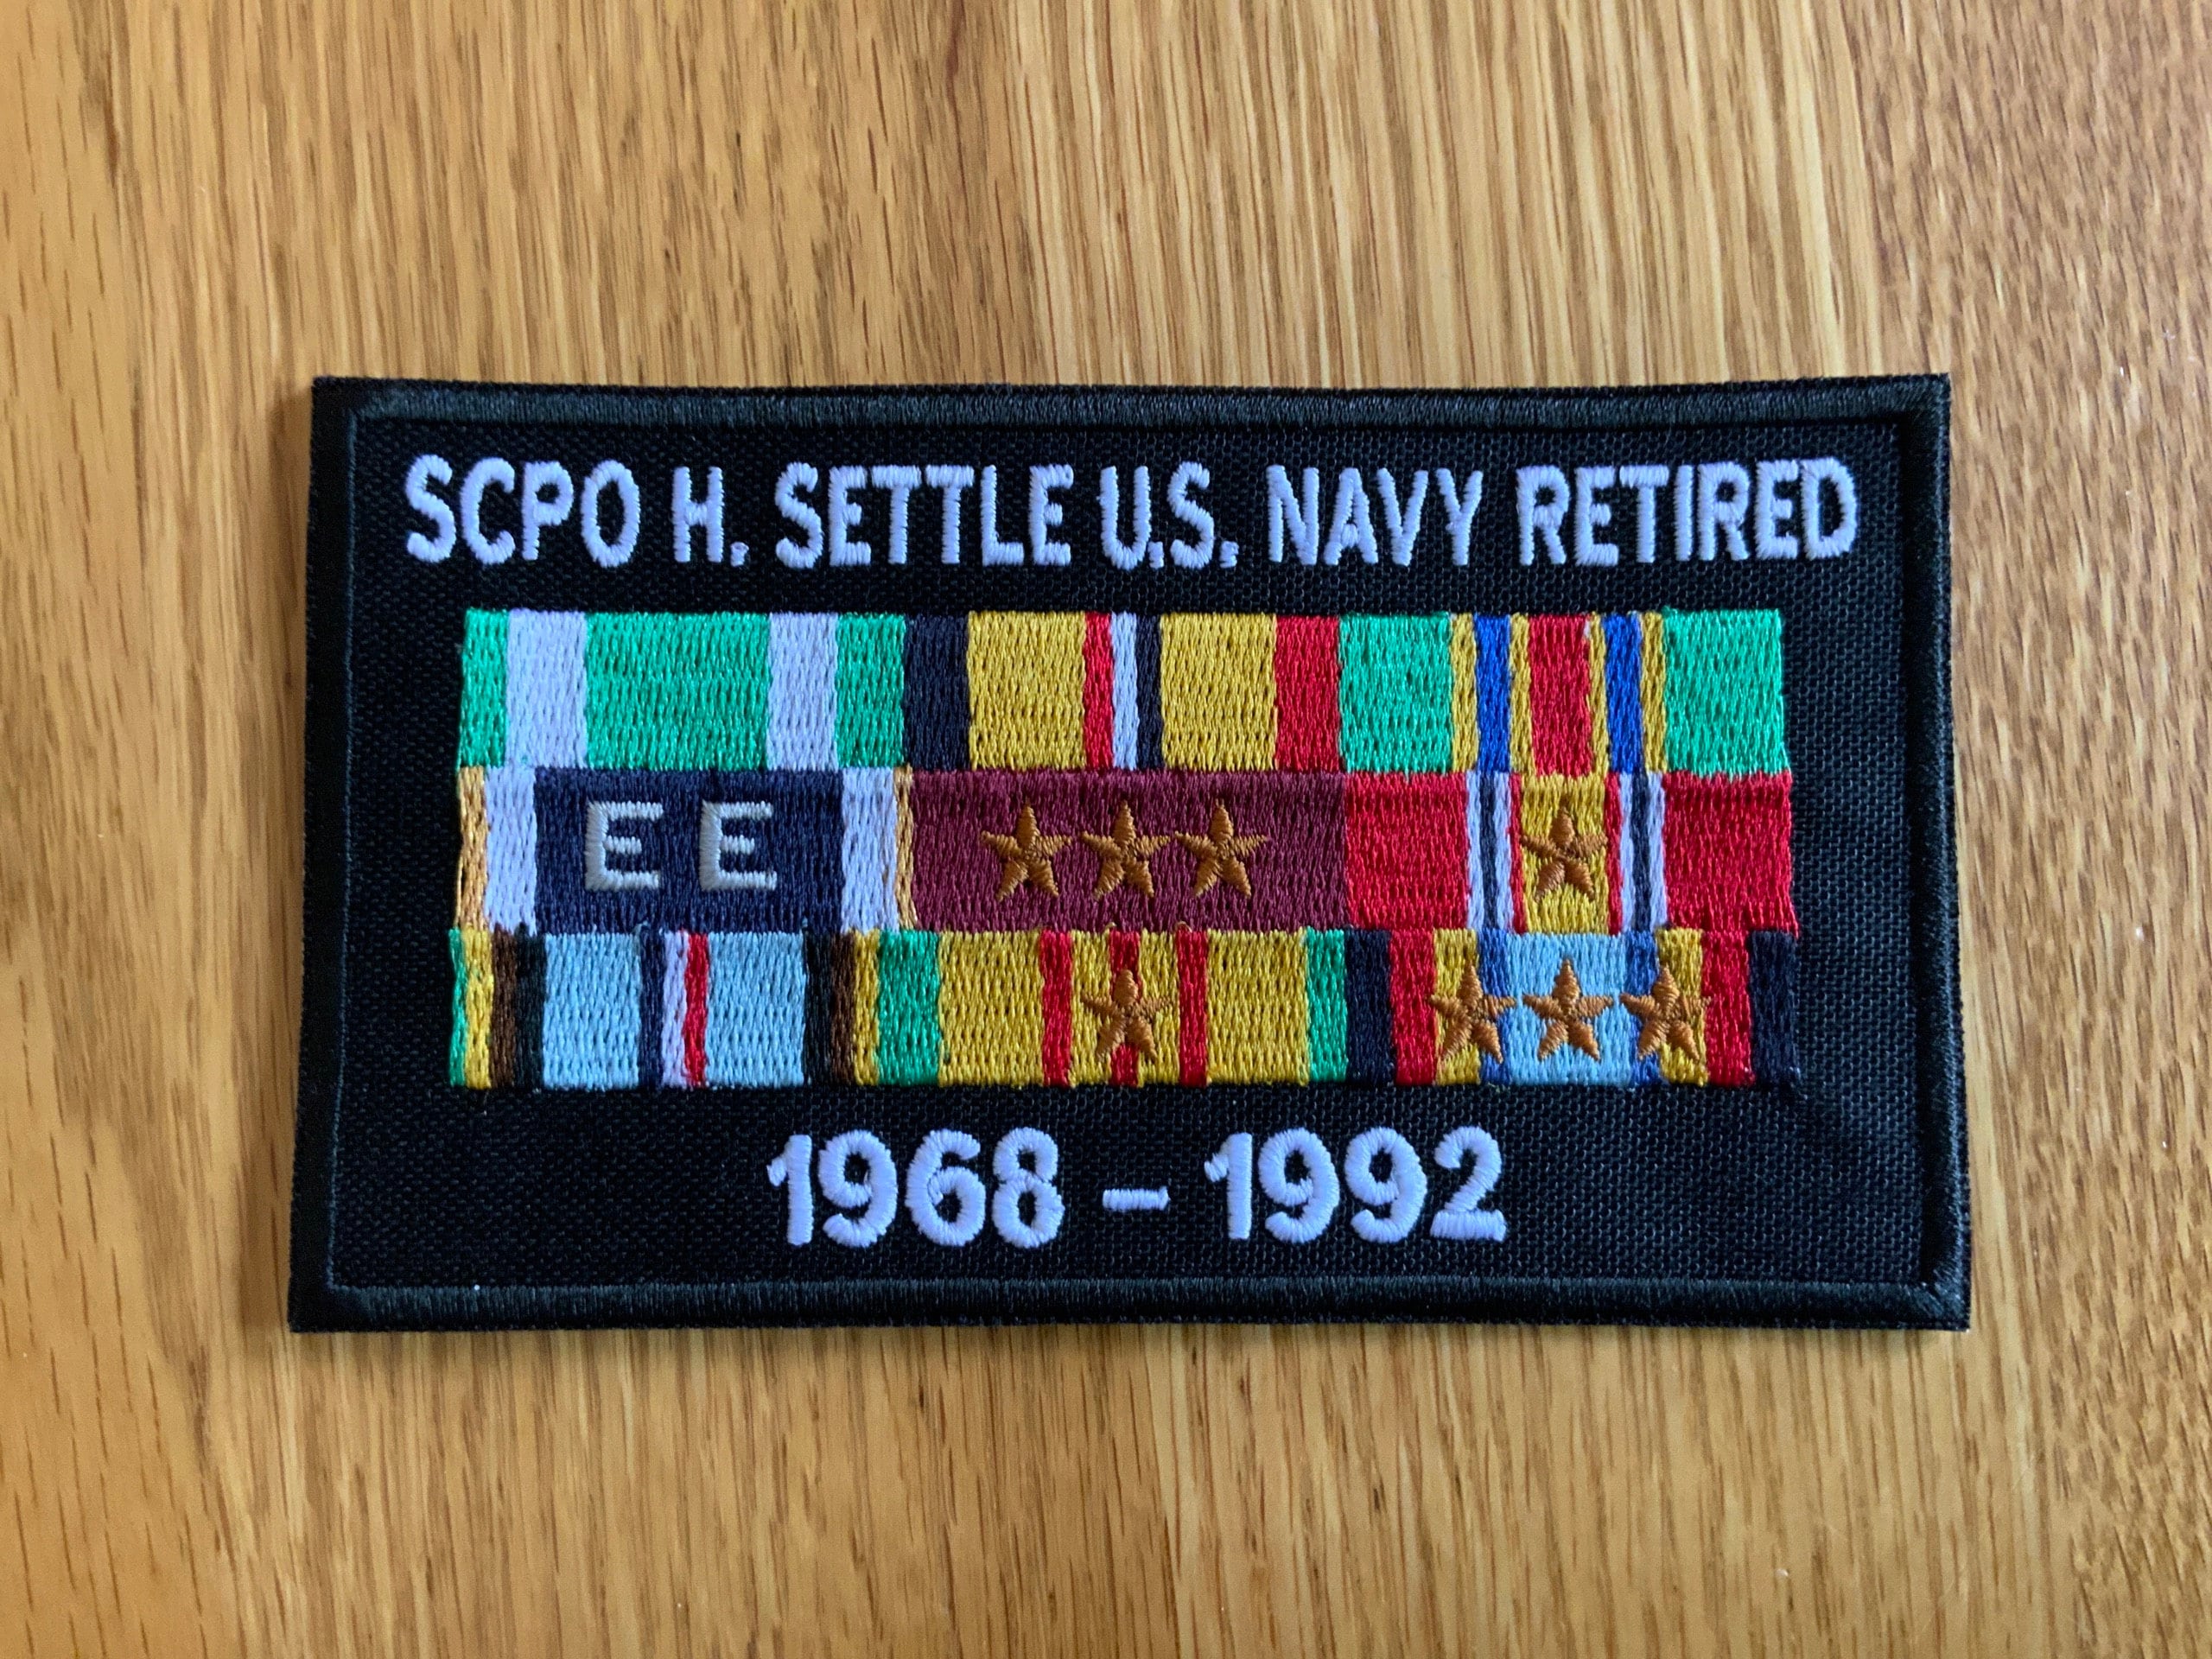 SCPO H. SETTLE U.S. NAVY RETIRED
E E
1968 – 1992